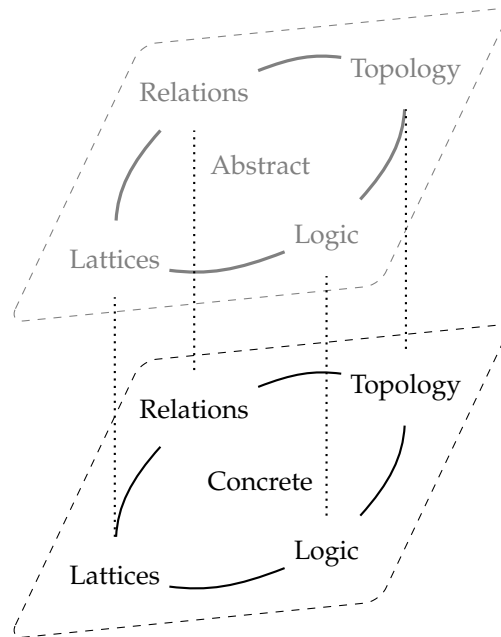 Topology
Relations
Abstract
Logic
Lattices
Topology
Relations
Concrete
Logic
Lattices